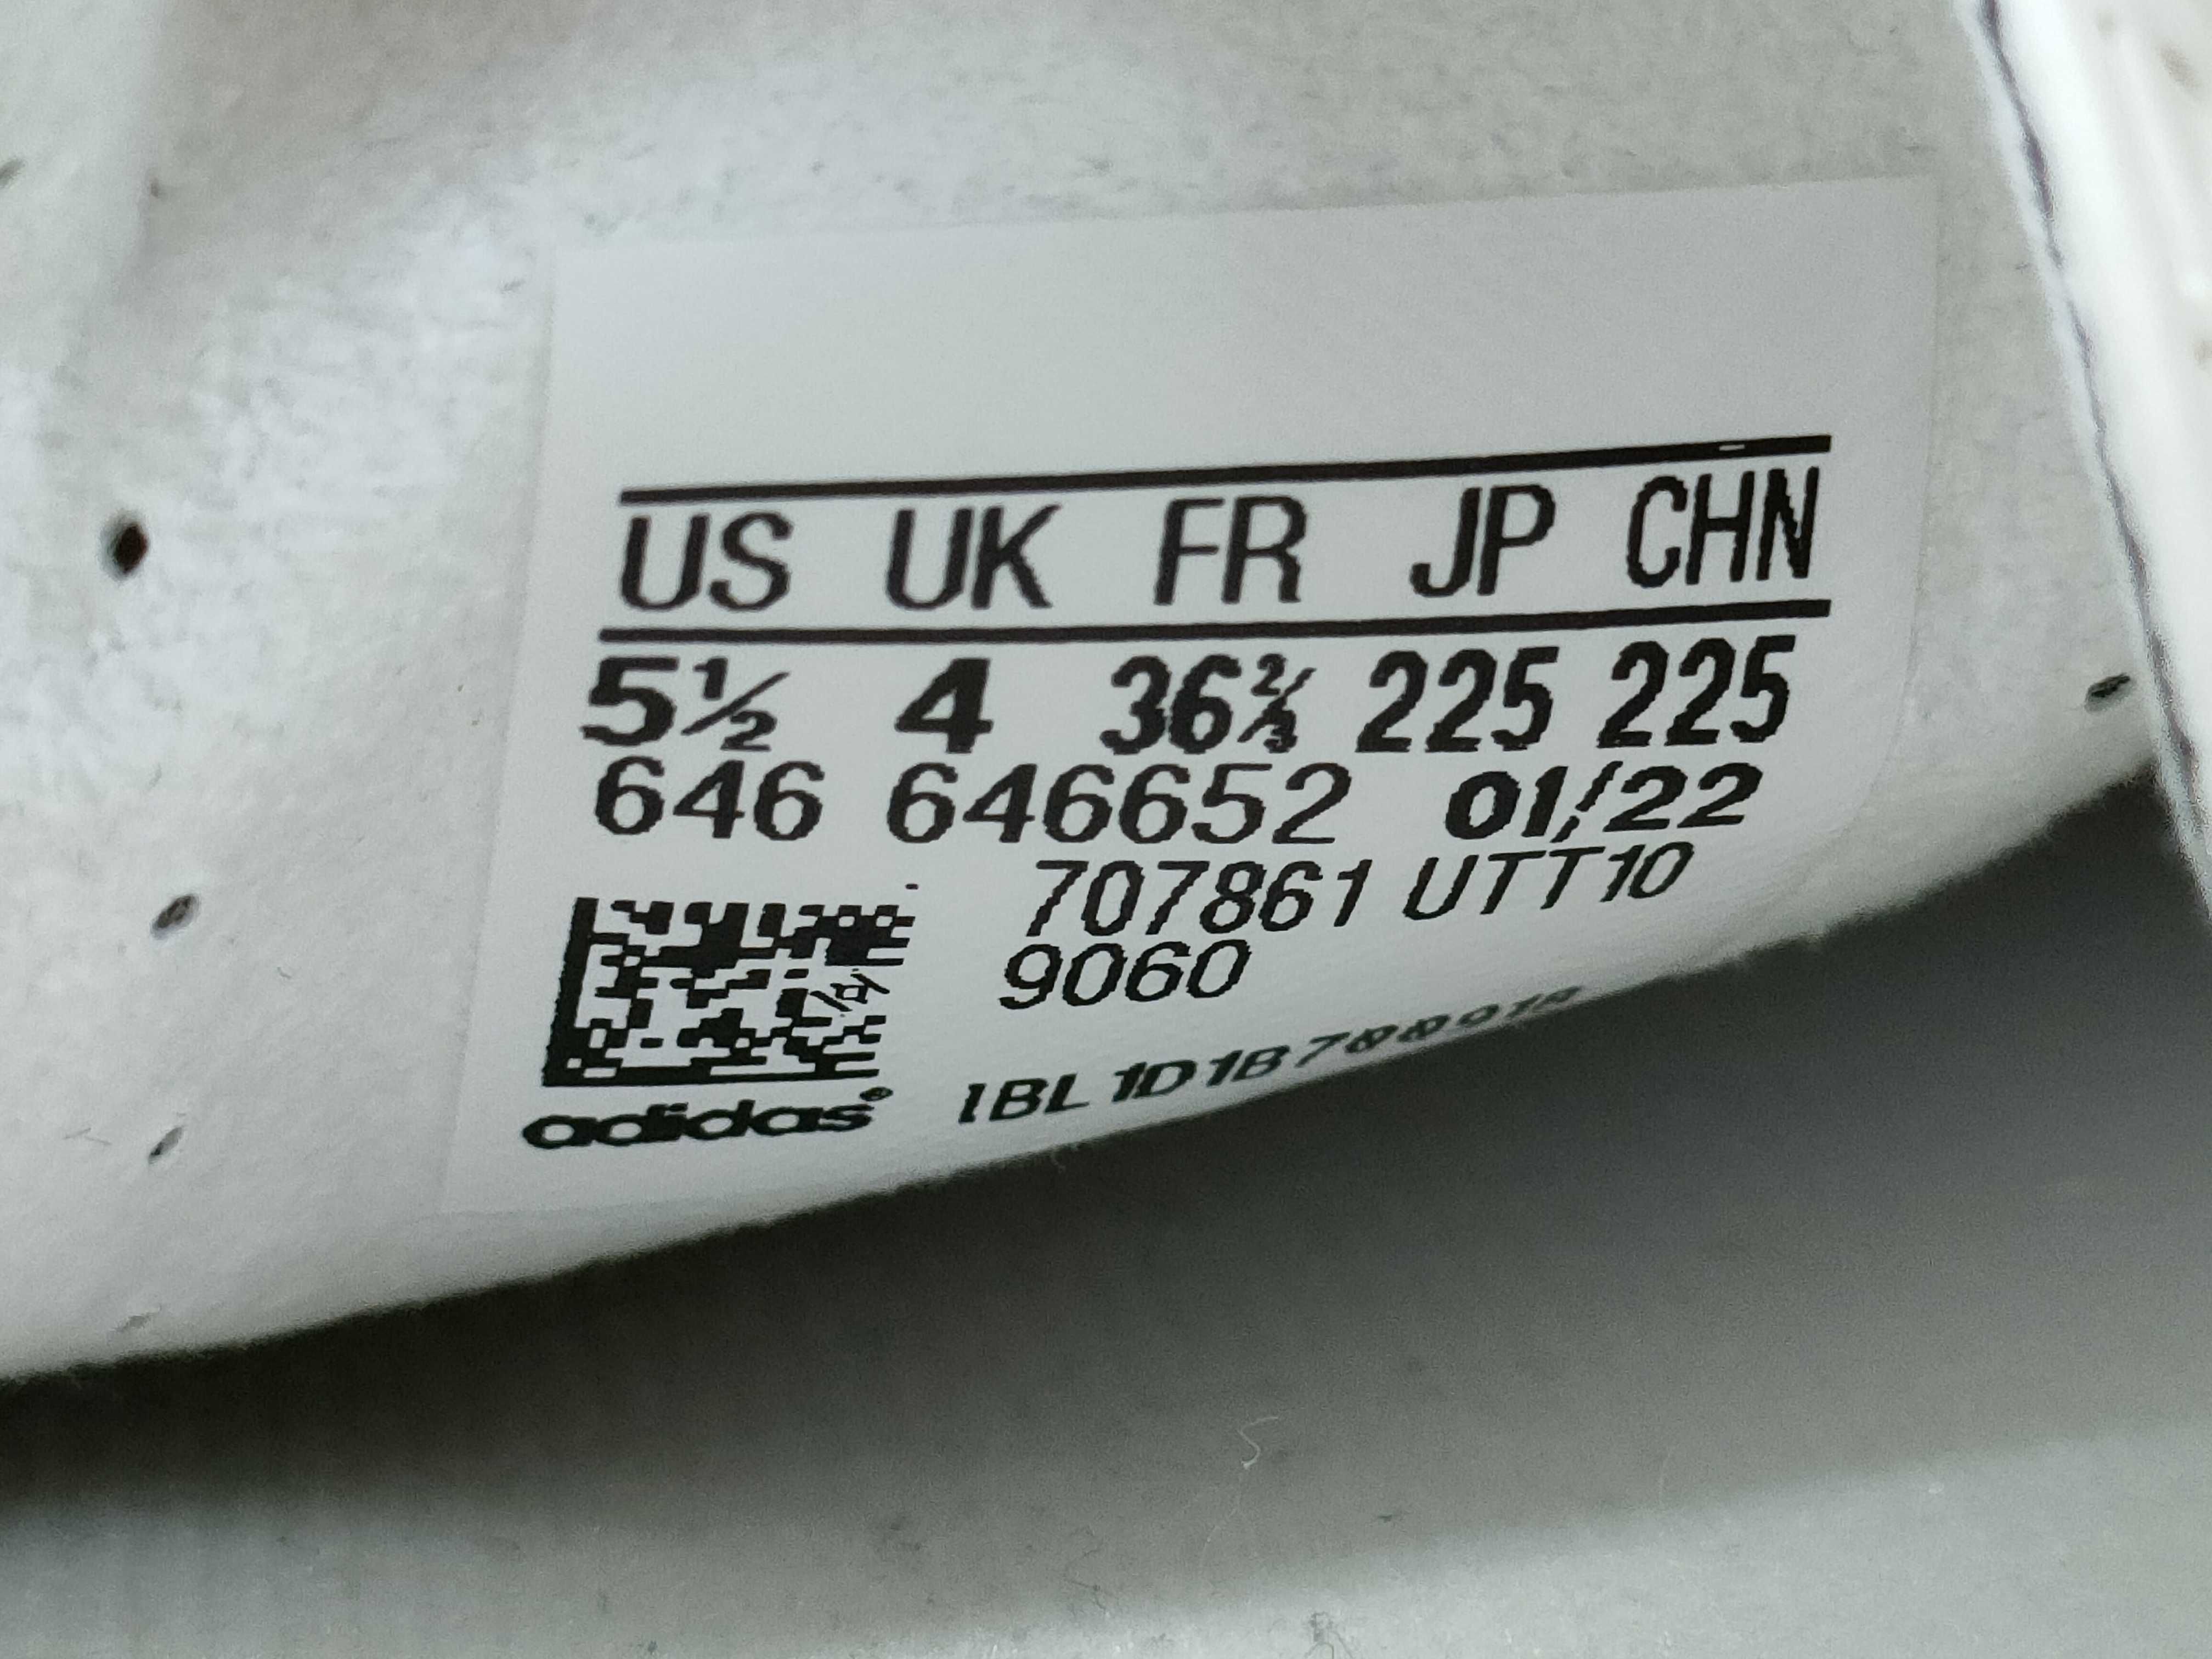 US UK FR JP CHN
5½ 4 36⅔ 225 225
646 646652 01/22
707861 UTT10
9060
adidas®